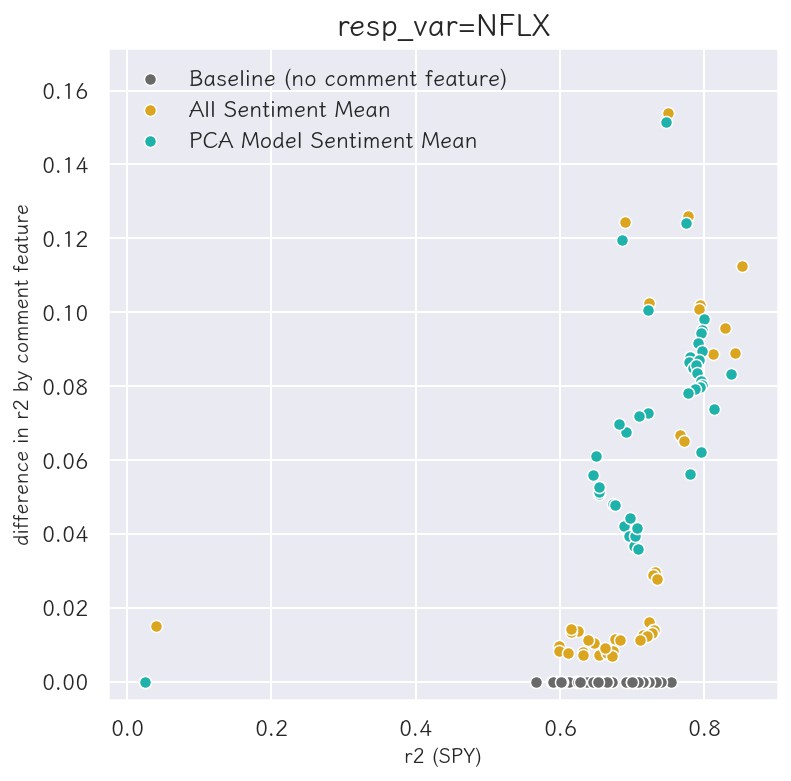 resp_var=NFLX
Baseline (no comment feature)
All Sentiment Mean
PCA Model Sentiment Mean
difference in r2 by comment feature
0.16
0.14
0.12
0.10
0.08
0.06
0.04
0.02
0.00
0.0 0.2 0.4 0.6 0.8
r2 (SPY)